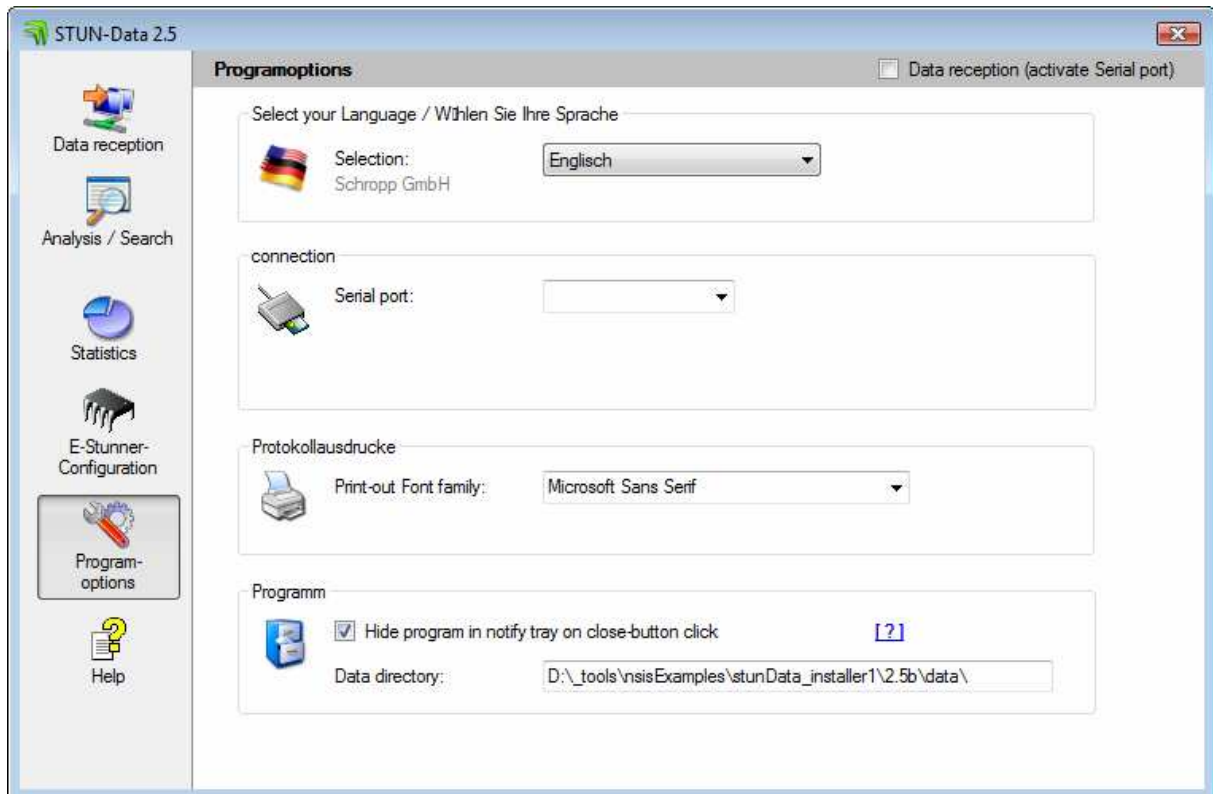 STUN-Data 2.5
Programoptions
Data reception (activate Serial port)
Data reception
Analysis / Search
Statistics
E-Stunner-
Configuration
Program-
options
Help
Select your Language / Wählen Sie Ihre Sprache
Selection:
Englisch
Schropp GmbH
connection
Serial port:
Protokollausdrucke
Print-out Font family:
Microsoft Sans Serif
Programm
Hide program in notify tray on close-button click
[?]
Data directory:
D:\_tools\nsisExamples\stunData_installer1\2.5b\data\